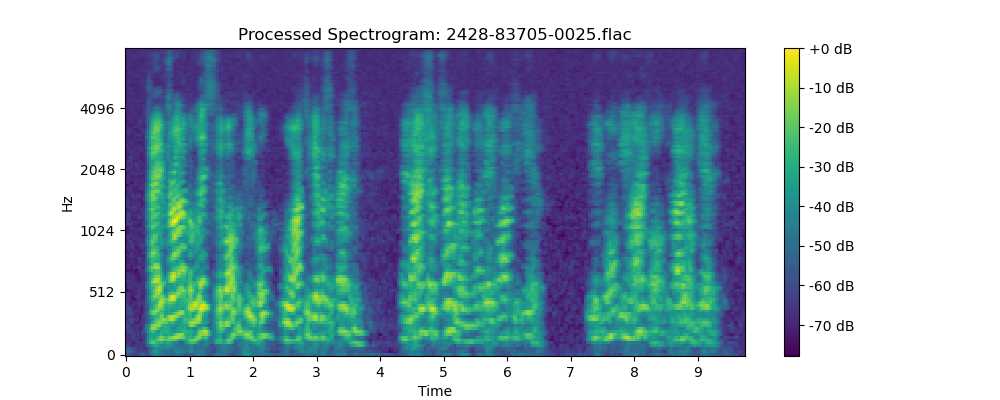 Processed Spectrogram: 2428-83705-0025.flac
+0 dB
-10 dB
4096
-20 dB
2048
-30 dB
Hz
-40 dB
1024
-50 dB
512
-60 dB
-70 dB
0
0 1 2 3 4 5 6 7 8 9
Time